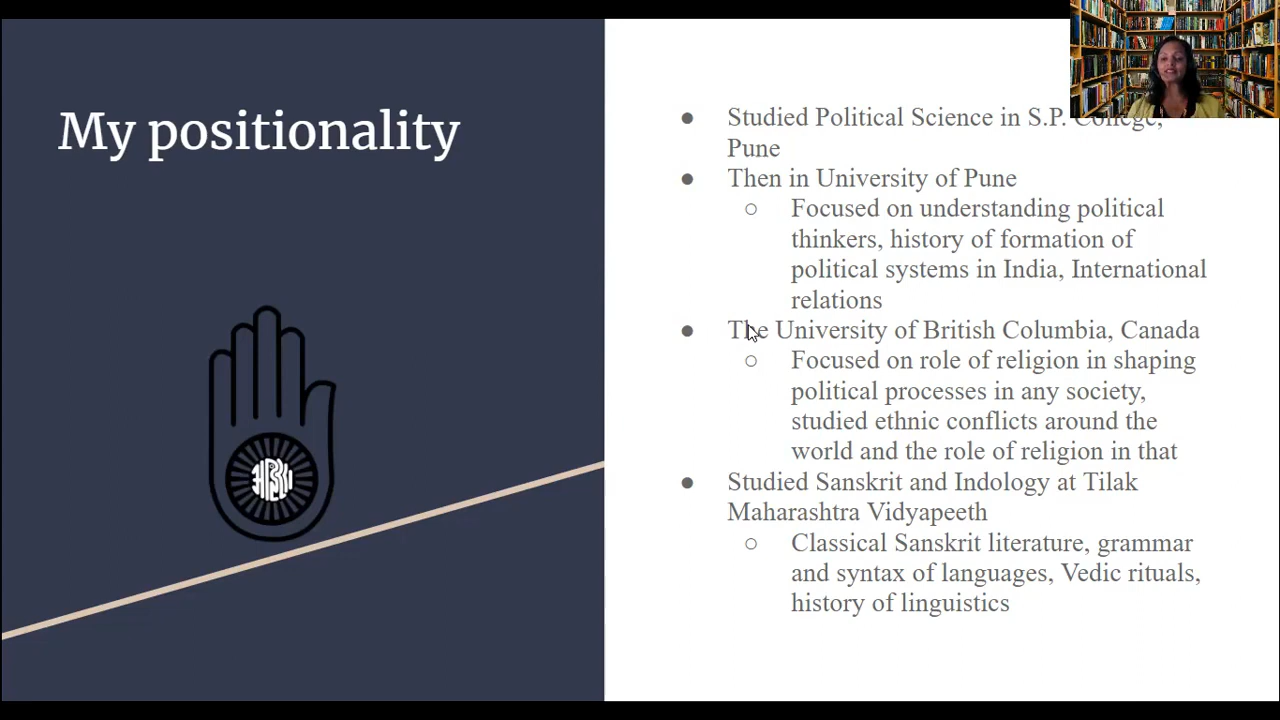 My positionality
● Studied Political Science in S.P. College,
Pune
● Then in University of Pune
○ Focused on understanding political
thinkers, history of formation of
political systems in India, International
relations
● The University of British Columbia, Canada
○ Focused on role of religion in shaping
political processes in any society,
studied ethnic conflicts around the
world and the role of religion in that
● Studied Sanskrit and Indology at Tilak
Maharashtra Vidyapeeth
○ Classical Sanskrit literature, grammar
and syntax of languages, Vedic rituals,
history of linguistics